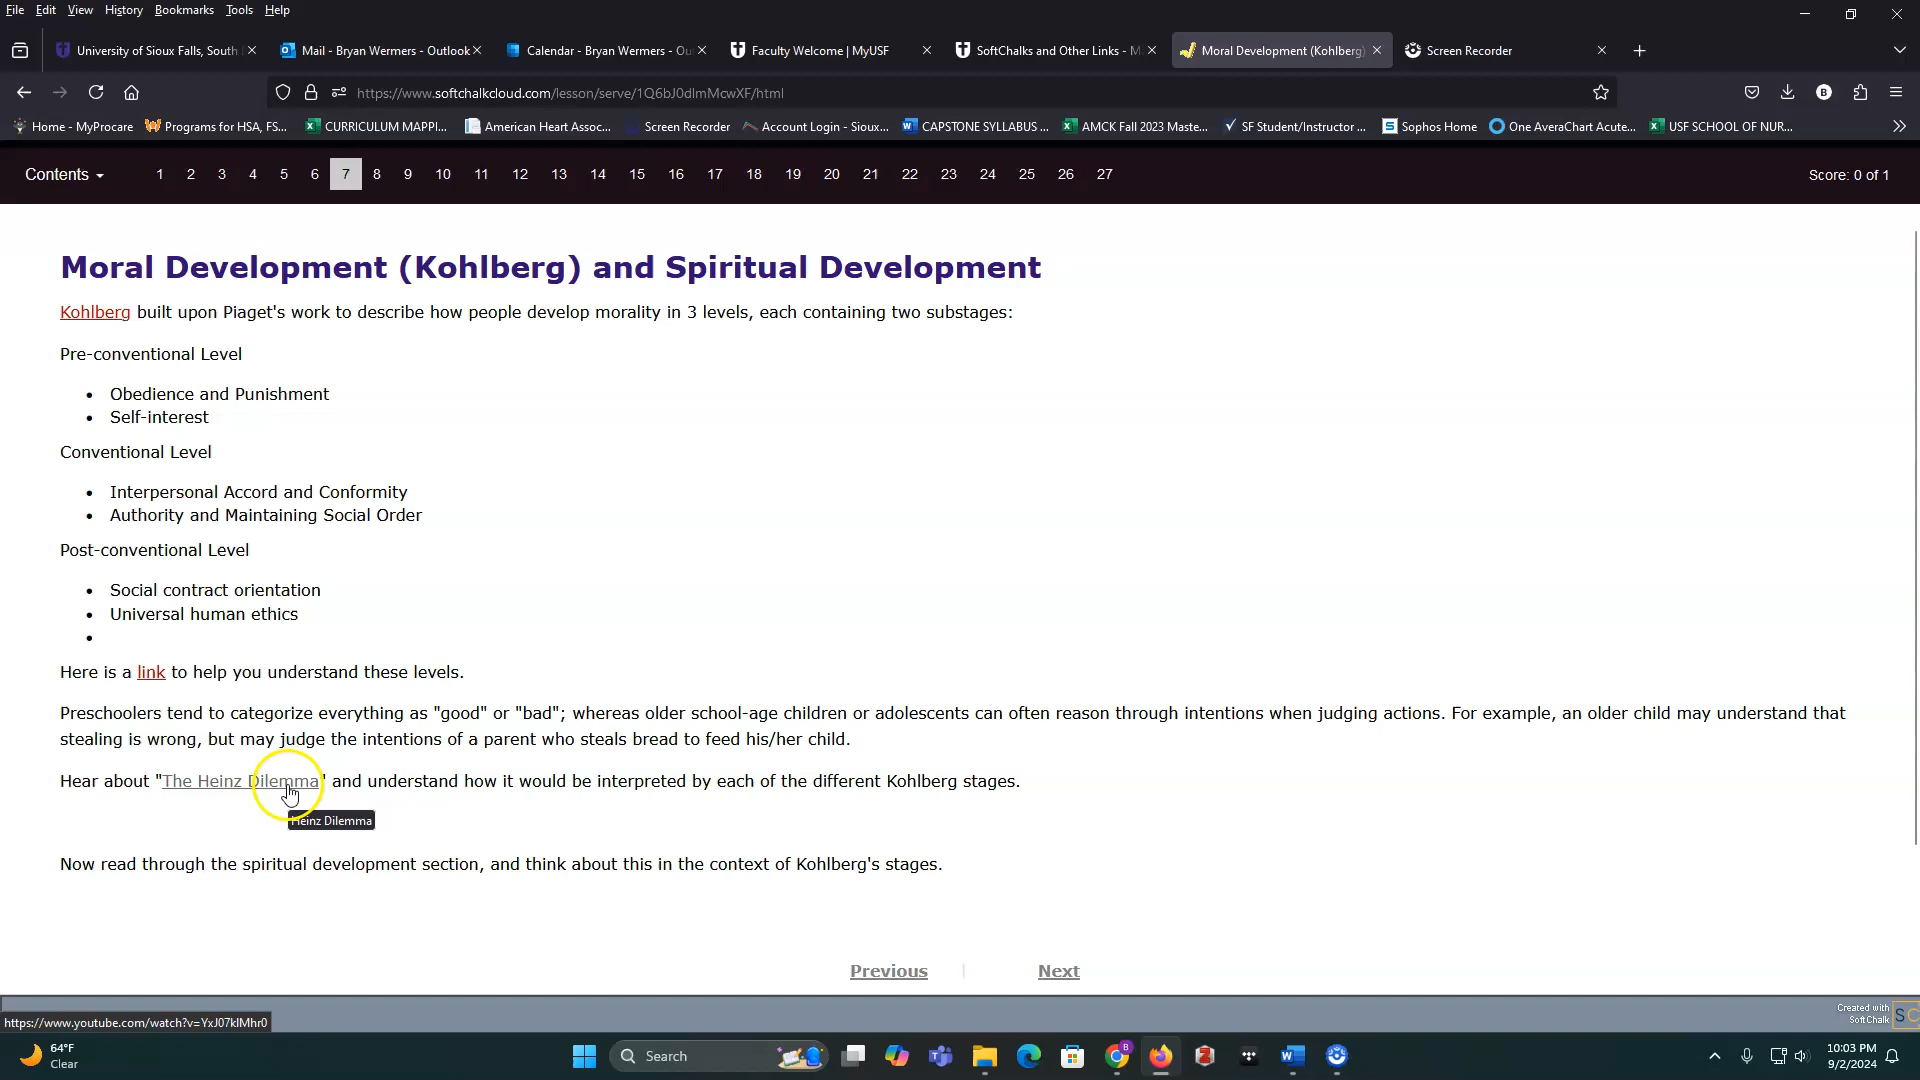 File Edit View History Bookmarks Tools Help
University of Sioux Falls, South
Mail - Bryan Wermers - Outlook
Calendar - Bryan Wermers - Ou
Faculty Welcome | MyUSF
SoftChalks and Other Links - M
Moral Development (Kohlberg)
Screen Recorder
https://www.softchalkcloud.com/lesson/serve/1Q6bJ0dlmMcwXF/html
Home - MyProcare
Programs for HSA, FS...
CURRICULUM MAPPI...
American Heart Assoc...
Screen Recorder
Account Login - Sioux...
CAPSTONE SYLLABUS ...
AMCK Fall 2023 Maste...
SF Student/Instructor ...
Sophos Home
One AveraChart Acute...
USF SCHOOL OF NUR...
Contents 1 2 3 4 5 6 7 8 9 10 11 12 13 14 15 16 17 18 19 20 21 22 23 24 25 26 27 Score: 0 of 1
Moral Development (Kohlberg) and Spiritual Development
Kohlberg built upon Piaget's work to describe how people develop morality in 3 levels, each containing two substages:
Pre-conventional Level
• Obedience and Punishment
• Self-interest
Conventional Level
• Interpersonal Accord and Conformity
• Authority and Maintaining Social Order
Post-conventional Level
• Social contract orientation
• Universal human ethics
•
Here is a link to help you understand these levels.
Preschoolers tend to categorize everything as "good" or "bad"; whereas older school-age children or adolescents can often reason through intentions when judging actions. For example, an older child may understand that
stealing is wrong, but may judge the intentions of a parent who steals bread to feed his/her child.
Hear about "The Heinz Dilemma" and understand how it would be interpreted by each of the different Kohlberg stages.
Heinz Dilemma
Now read through the spiritual development section, and think about this in the context of Kohlberg's stages.
Previous | Next
Created with
SoftChalk
SC
https://www.youtube.com/watch?v=YxJ07klMhr0
64°F
Clear
Search
10:03 PM
9/2/2024